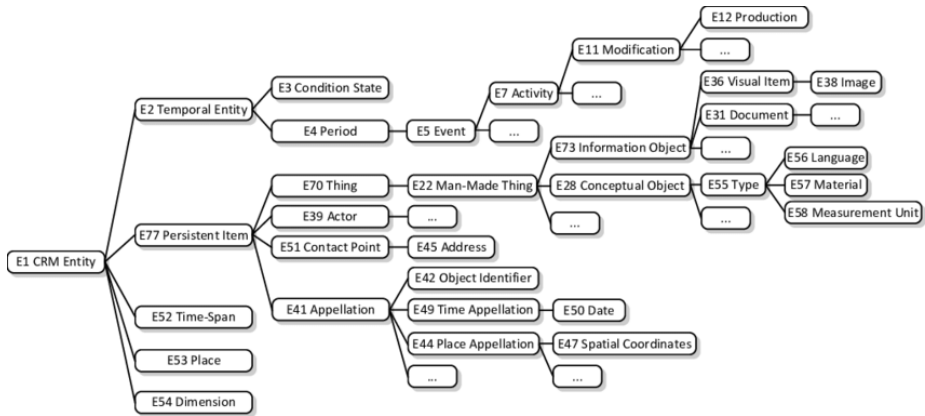 E12 Production
E11 Modification
...
E36 Visual Item
E38 Image
E3 Condition State
E7 Activity
...
E2 Temporal Entity
E31 Document
...
E4 Period
E5 Event
...
E73 Information Object
...
E56 Language
E70 Thing
E22 Man-Made Thing
E28 Conceptual Object
E55 Type
E57 Material
E39 Actor
...
...
...
E58 Measurement Unit
E77 Persistent Item
E51 Contact Point
E45 Address
E1 CRM Entity
E42 Object Identifier
E41 Appellation
E49 Time Appellation
E50 Date
E52 Time-Span
E44 Place Appellation
E47 Spatial Coordinates
E53 Place
...
...
E54 Dimension